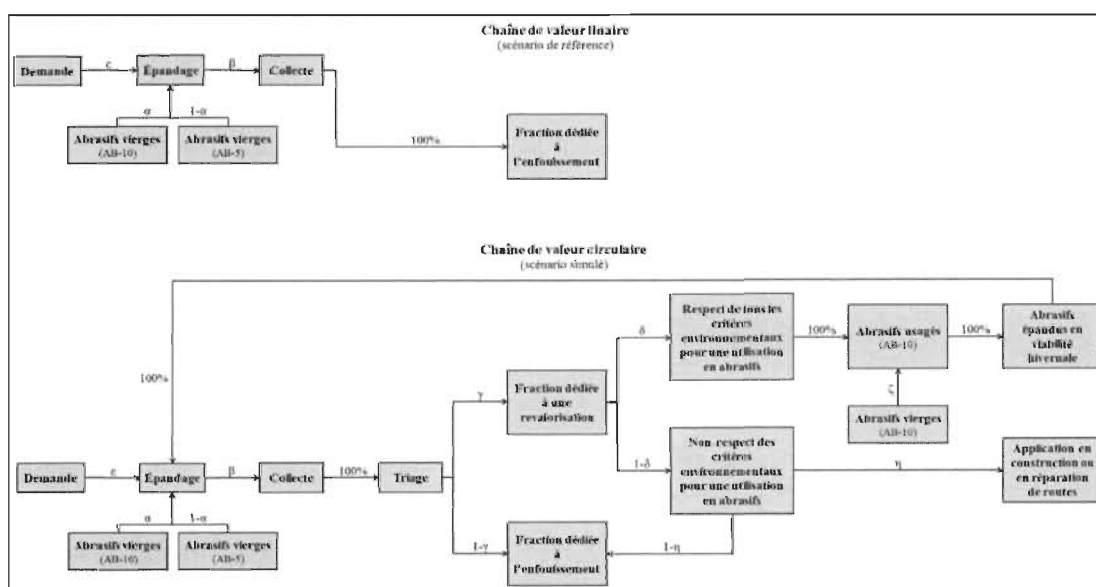 Chaîne de valeur linaire
(scénario de référence)
Demande
ε
Épandage
β
Collecte
α
1-α
Abrasifs vierges
(AB-10)
Abrasifs vierges
(AB-5)
100%
Fraction dédiée
à
l'enfouissement
Chaîne de valeur circulaire
(scénario simulé)
100%
Demande
ε
Épandage
β
Collecte
100%
Triage
α
1-α
Abrasifs vierges
(AB-10)
Abrasifs vierges
(AB-5)
γ
Fraction dédiée
à une
revalorisation
1-γ
Fraction dédiée
à
l'enfouissement
δ
Respect de tous les
critères
environnementaux
pour une utilisation
en abrasifs
100%
Abrasifs usagés
(AB-10)
100%
Abrasifs
épandus en
viabilité
hivernale
ζ
Abrasifs vierges
(AB-10)
1-δ
Non-respect des
critères
environnementaux
pour une utilisation
en abrasifs
η
Application en
construction ou
en réparation
de routes
1-η